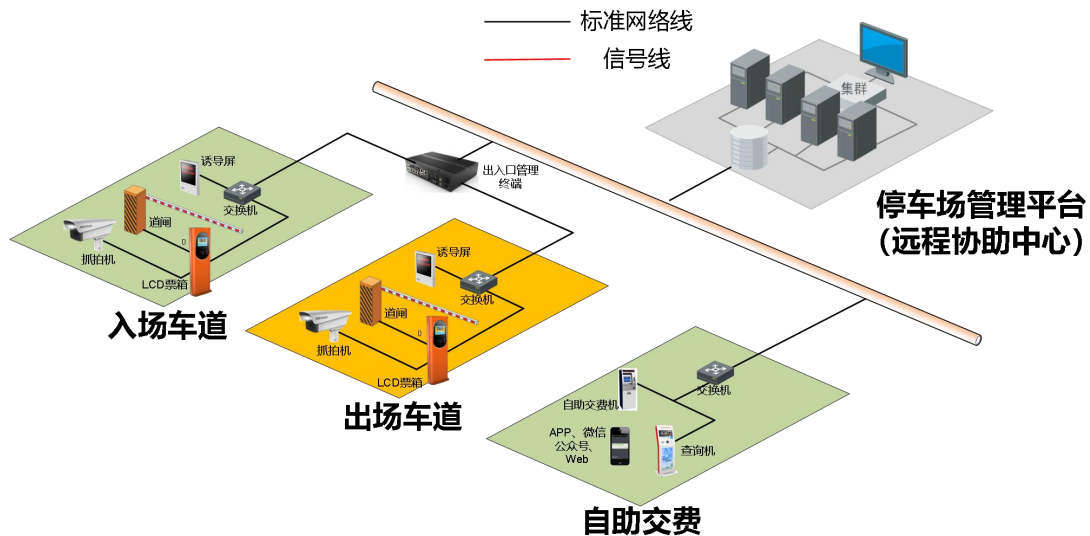 标准网络线
信号线
集群
停车场管理平台
（远程协助中心）
出入口管理
终端
诱导屏
交换机
道闸
抓拍机
0
LCD票箱
入场车道
诱导屏
交换机
道闸
抓拍机
0
LCD票箱
出场车道
交换机
自助交费机
APP、微信
公众号、
Web
查询机
自助交费